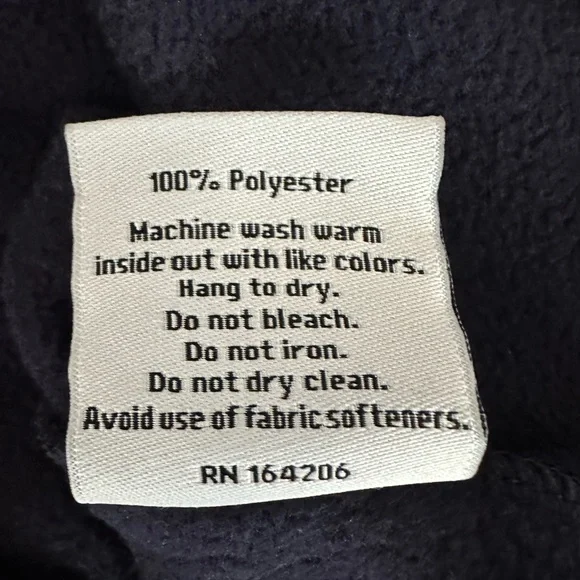 100% Polyester
Machine wash warm
inside out with like colors.
Hang to dry.
Do not bleach.
Do not iron.
Do not dry clean.
Avoid use of fabric softeners.
RN 164206